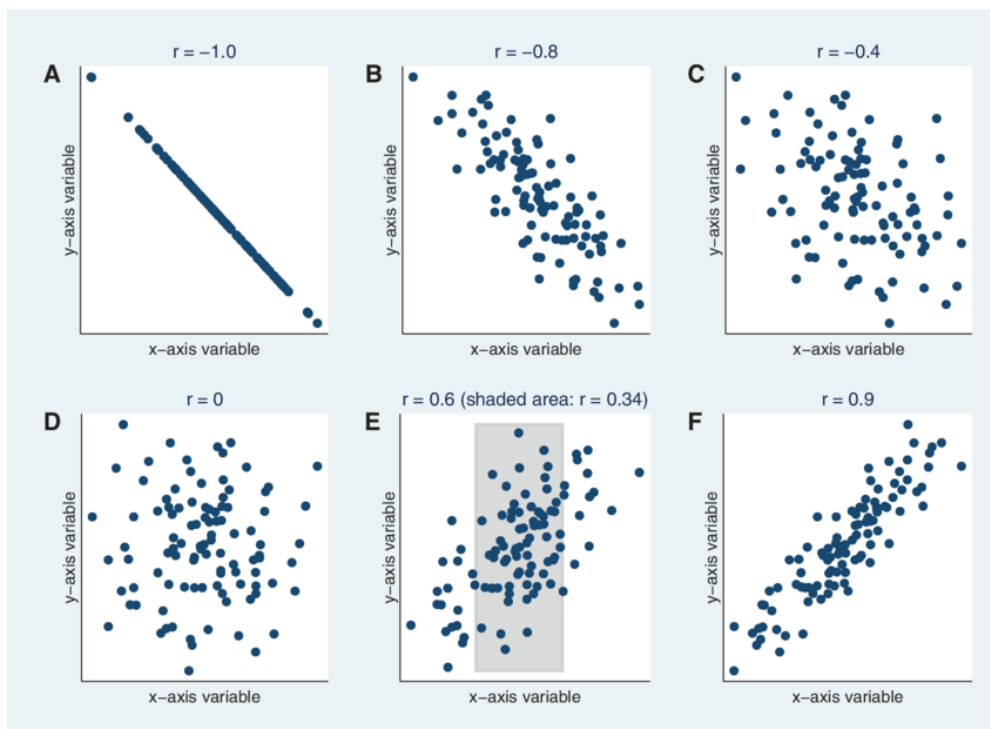 A
r = −1.0
y−axis variable
x−axis variable
B
r = −0.8
y−axis variable
x−axis variable
C
r = −0.4
y−axis variable
x−axis variable
D
r = 0
y−axis variable
x−axis variable
E
r = 0.6 (shaded area: r = 0.34)
y−axis variable
x−axis variable
F
r = 0.9
y−axis variable
x−axis variable